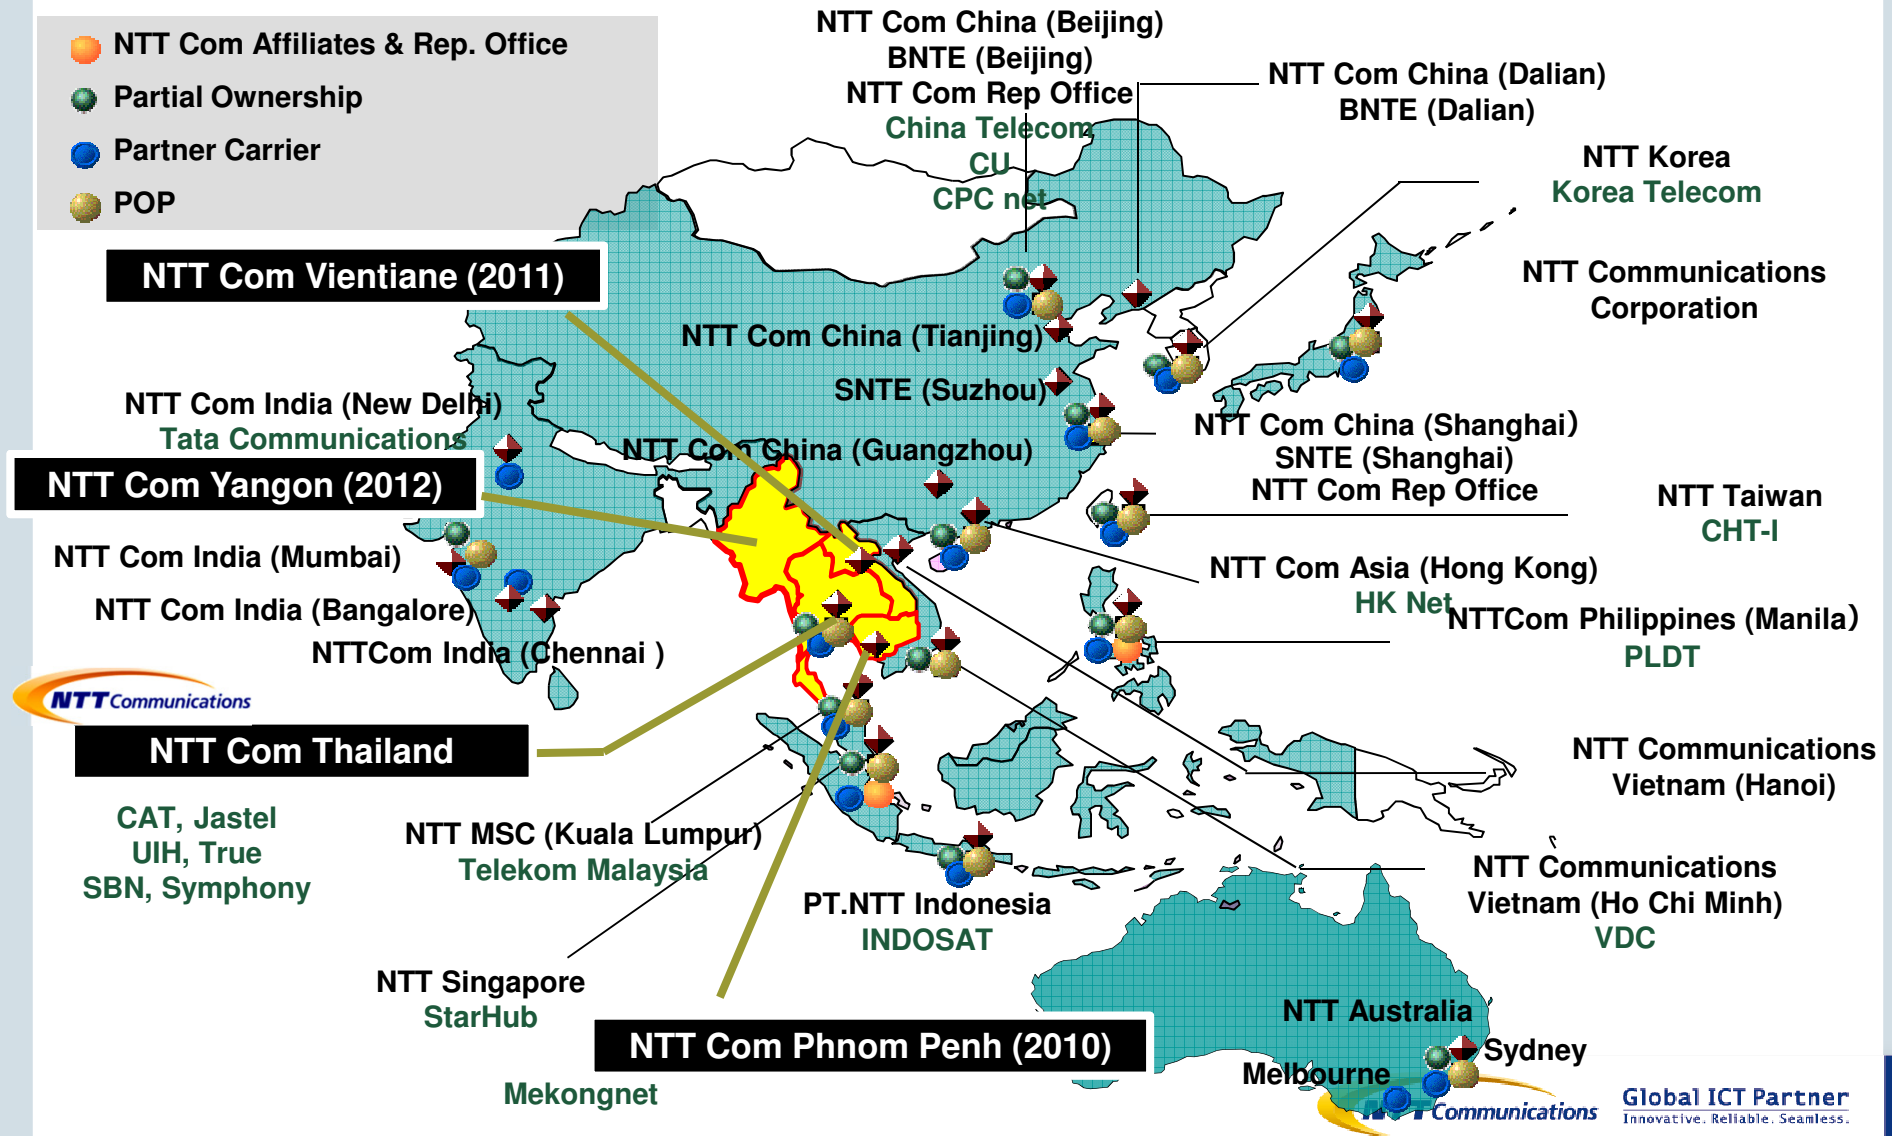 NTT Com Affiliates & Rep. Office
Partial Ownership
Partner Carrier
POP
NTT Com China (Beijing)
BNTE (Beijing)
NTT Com Rep Office
China Telecom
CU
CPC net
NTT Com China (Dalian)
BNTE (Dalian)
NTT Korea
Korea Telecom
NTT Communications
Corporation
NTT Com Vientiane (2011)
NTT Com China (Tianjing)
SNTE (Suzhou)
NTT Com India (New Delhi)
Tata Communications
NTT Com China (Guangzhou)
NTT Com China (Shanghai）
SNTE (Shanghai)
NTT Com Rep Office
NTT Com Yangon (2012)
NTT Taiwan
CHT-I
NTT Com India (Mumbai)
NTT Com Asia (Hong Kong)
HK Net
NTT Com India (Bangalore)
NTTCom Philippines (Manila）
PLDT
NTTCom India (Chennai )
NTT Communications
NTT Com Thailand
CAT, Jastel
UIH, True
SBN, Symphony
NTT Communications
Vietnam (Hanoi)
NTT MSC (Kuala Lumpur)
Telekom Malaysia
NTT Communications
Vietnam (Ho Chi Minh)
VDC
PT.NTT Indonesia
INDOSAT
NTT Singapore
StarHub
NTT Australia
NTT Com Phnom Penh (2010)
Sydney
Melbourne
Mekongnet
NTT Communications
Global ICT Partner
Innovative. Reliable. Seamless.